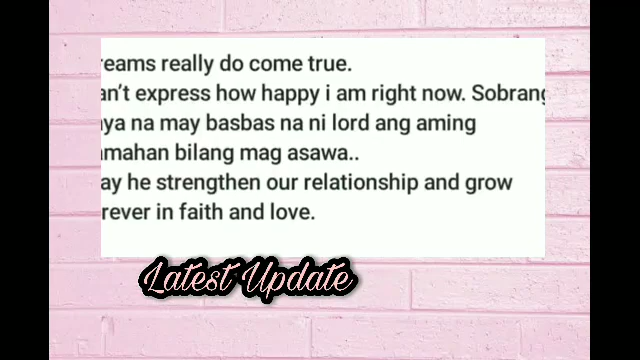 reams really do come true.
an't express how happy i am right now. Sobrang
aya na may basbas na ni lord ang aming
amahan bilang mag asawa..
ay he strengthen our relationship and grow
rever in faith and love.
Latest Update